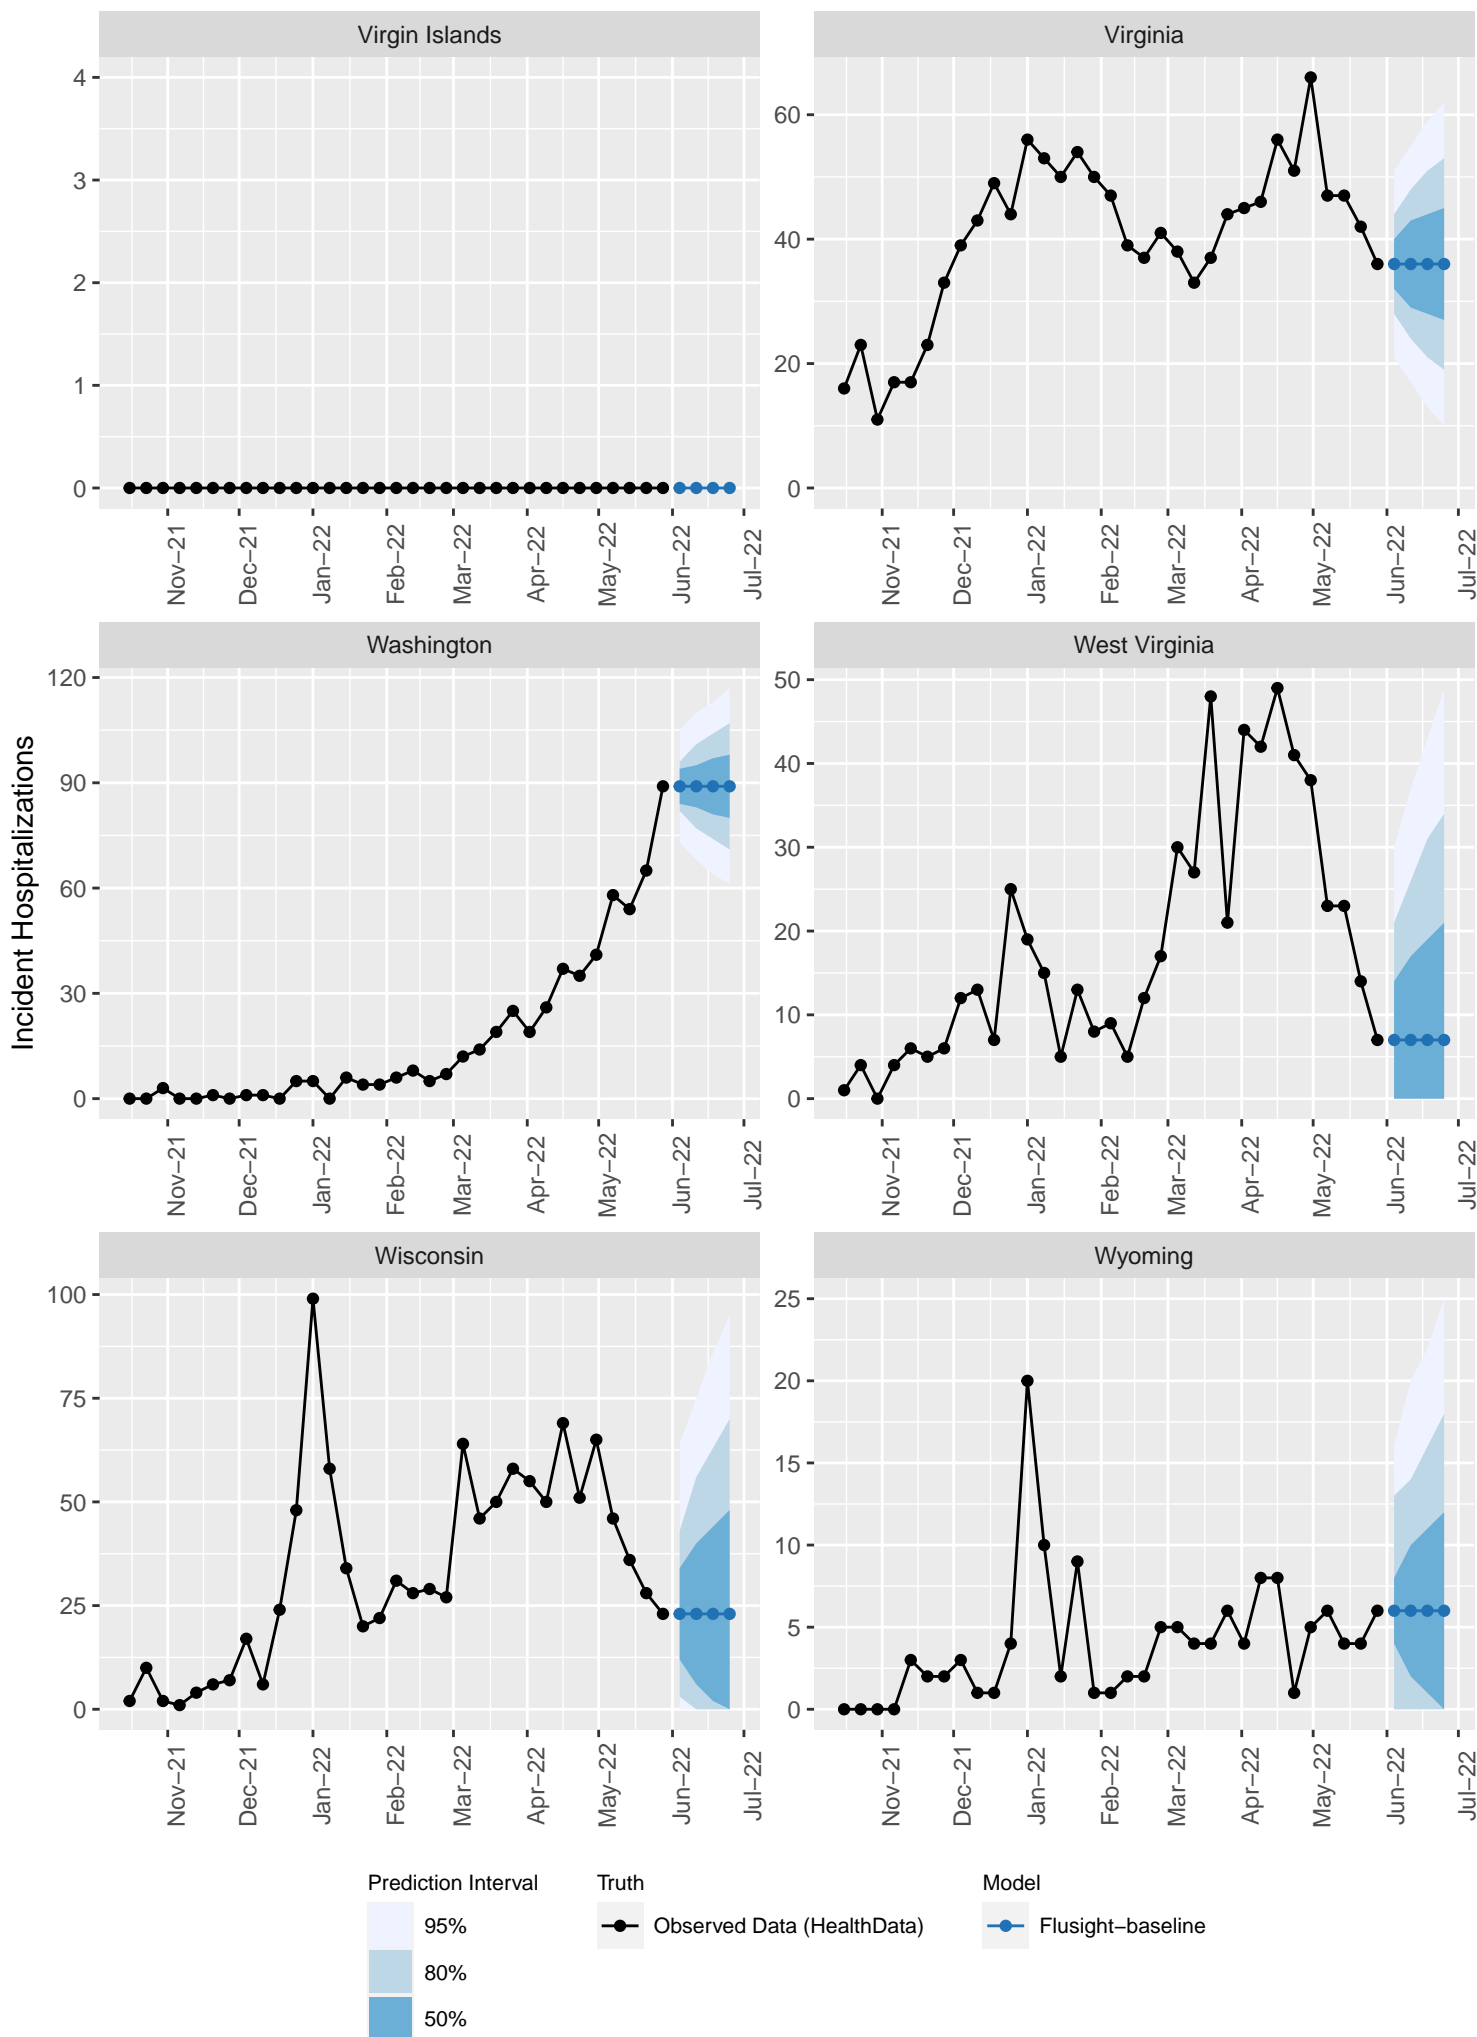 Virgin Islands
Virginia
4
3
2
1
0
60
40
20
0
Nov−21
Dec−21
Jan−22
Feb−22
Mar−22
Apr−22
May−22
Jun−22
Jul−22
Nov−21
Dec−21
Jan−22
Feb−22
Mar−22
Apr−22
May−22
Jun−22
Jul−22
Incident Hospitalizations
Washington
West Virginia
120
90
60
30
0
50
40
30
20
10
0
Nov−21
Dec−21
Jan−22
Feb−22
Mar−22
Apr−22
May−22
Jun−22
Jul−22
Nov−21
Dec−21
Jan−22
Feb−22
Mar−22
Apr−22
May−22
Jun−22
Jul−22
Wisconsin
Wyoming
100
75
50
25
0
25
20
15
10
5
0
Nov−21
Dec−21
Jan−22
Feb−22
Mar−22
Apr−22
May−22
Jun−22
Jul−22
Nov−21
Dec−21
Jan−22
Feb−22
Mar−22
Apr−22
May−22
Jun−22
Jul−22
Prediction Interval
95%
80%
50%
Truth
Observed Data (HealthData)
Model
Flusight−baseline